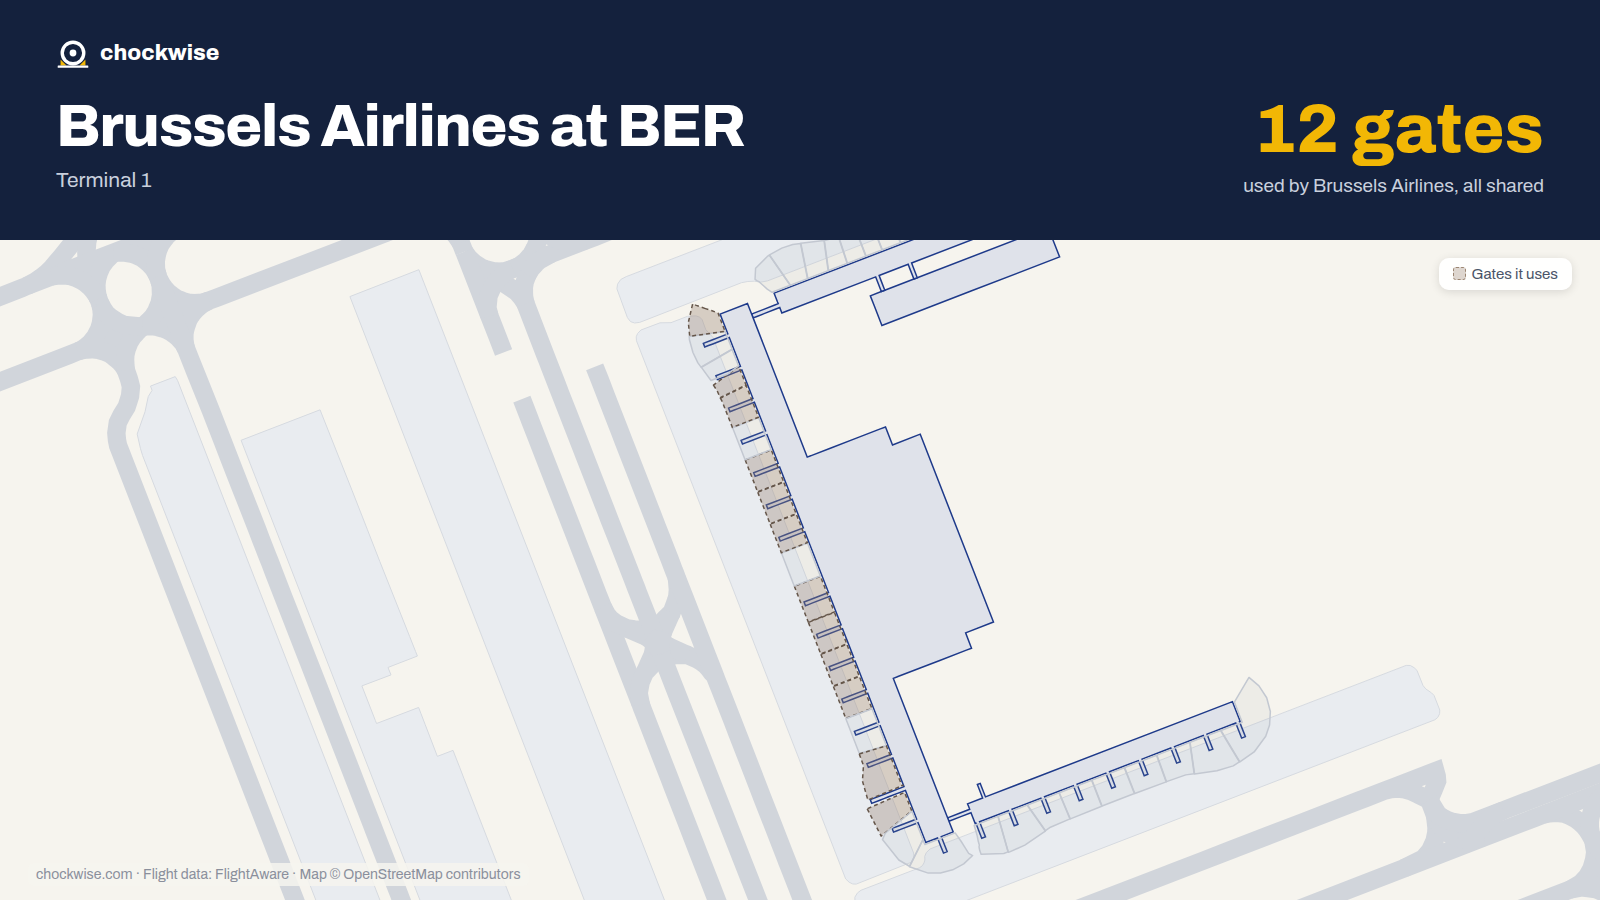 chockwise
Brussels Airlines at BER
Terminal 1
12 gates
used by Brussels Airlines, all shared
Gates it uses
chockwise.com · Flight data: FlightAware · Map © OpenStreetMap contributors